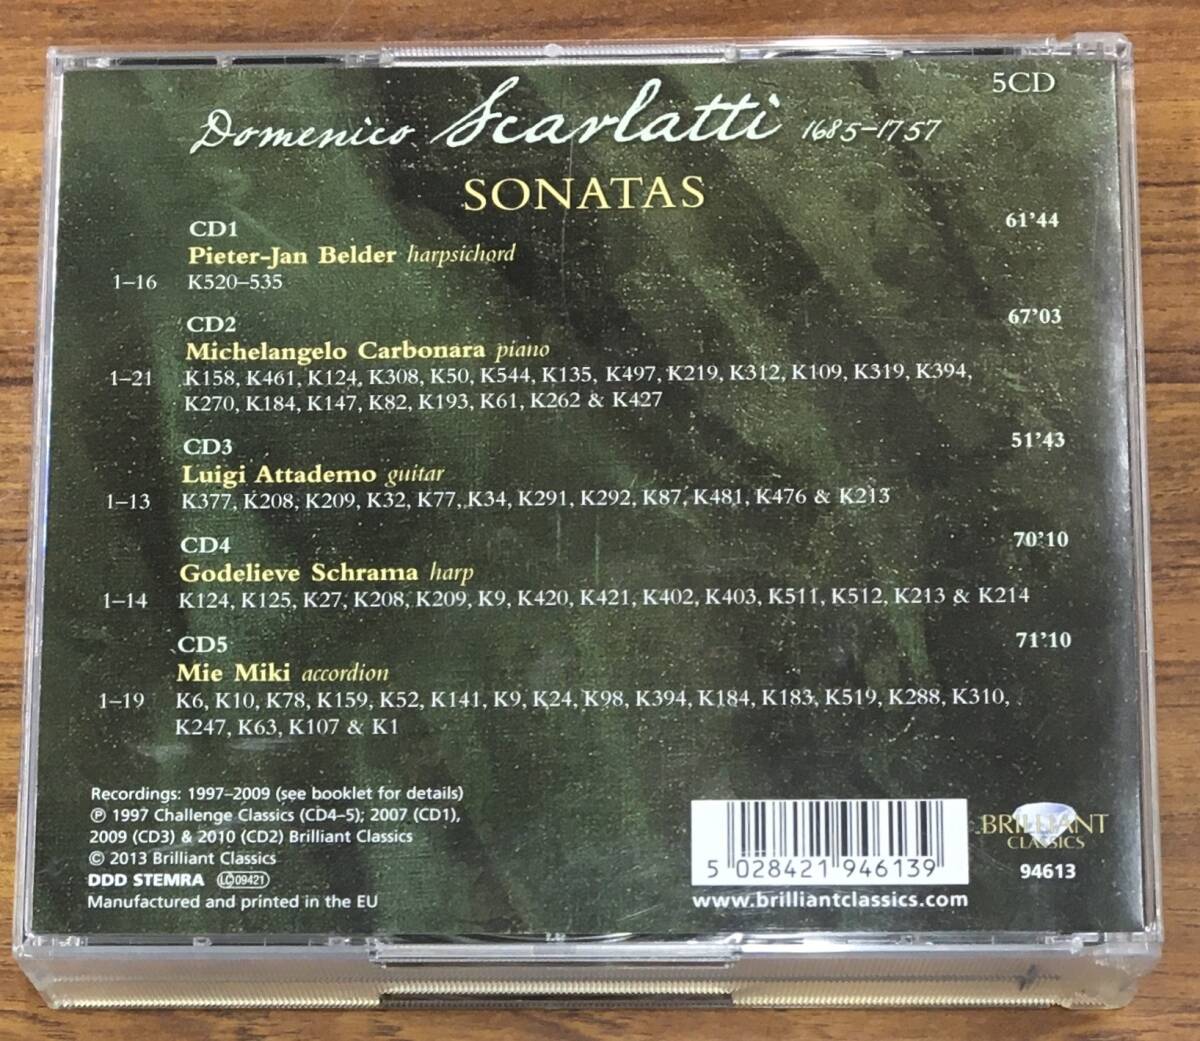 5CD
Domenico Scarlatti 1685-1757
SONATAS
CD1 61'44
Pieter-Jan Belder harpsichord
1–16 K520–535
CD2 67'03
Michelangelo Carbonara piano
1–21 K158, K461, K124, K308, K50, K544, K135, K497, K219, K312, K109, K319, K394,
K270, K184, K147, K82, K193, K61, K262 & K427
CD3 51'43
Luigi Attademo guitar
1–13 K377, K208, K209, K32, K77, K34, K291, K292, K87, K481, K476 & K213
CD4 70'10
Godelieve Schrama harp
1–14 K124, K125, K27, K208, K209, K9, K420, K421, K402, K403, K511, K512, K213 & K214
CD5 71'10
Mie Miki accordion
1–19 K6, K10, K78, K159, K52, K141, K9, K24, K98, K394, K184, K183, K519, K288, K310,
K247, K63, K107 & K1
Recordings: 1997–2009 (see booklet for details)
℗ 1997 Challenge Classics (CD4–5); 2007 (CD1),
2009 (CD3) & 2010 (CD2) Brilliant Classics
© 2013 Brilliant Classics
DDD STEMRA LC 09421
Manufactured and printed in the EU
5 028421 946139
www.brilliantclassics.com
BRILLIANT
CLASSICS
94613